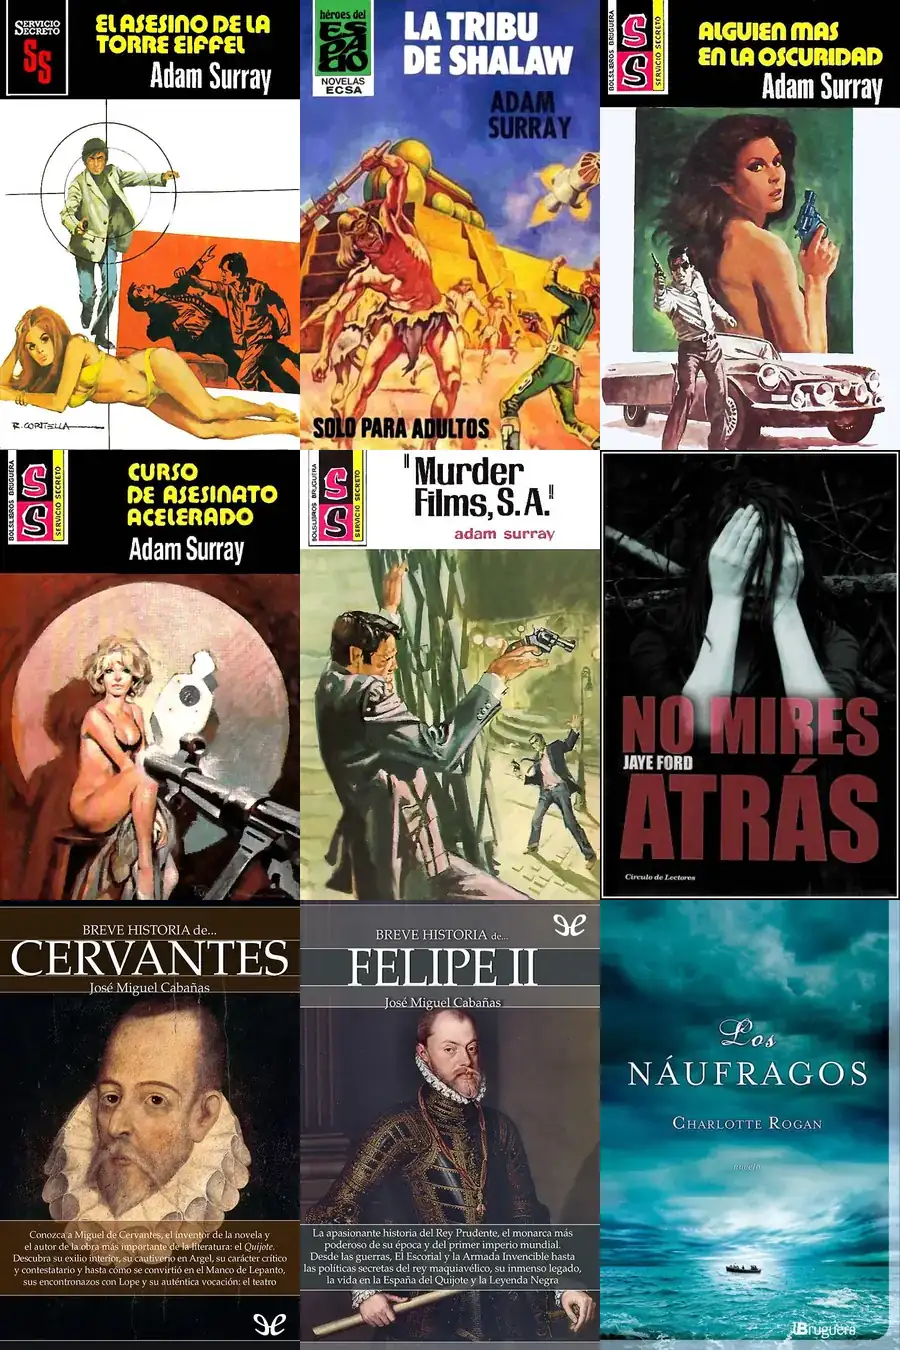 SERVICIO
SECRETO
SS
EL ASESINO DE LA
TORRE EIFFEL
Adam Surray
R. CORTIELLA
héroes del
ESPACIO
NOVELAS
ECSA
LA TRIBU
DE SHALAW
ADAM
SURRAY
SOLO PARA ADULTOS
BOLSILIBROS BRUGUERA
SS
SERVICIO SECRETO
ALGUIEN MAS
EN LA OSCURIDAD
Adam Surray
BOLSILIBROS BRUGUERA
SS
SERVICIO SECRETO
CURSO
DE ASESINATO
ACELERADO
Adam Surray
BOLSILIBROS BRUGUERA
SS
SERVICIO SECRETO
"Murder
Films, S.A."
adam surray
NO MIRES
JAYE FORD
ATRÁS
Círculo de Lectores
BREVE HISTORIA de...
CERVANTES
José Miguel Cabañas
Conozca a Miguel de Cervantes, el inventor de la novela y
el autor de la obra más importante de la literatura: el Quijote.
Descubra su exilio interior, su cautiverio en Argel, su carácter crítico
y contestatario y hasta cómo se convirtió en el Manco de Lepanto,
sus encontronazos con Lope y su auténtica vocación: el teatro
BREVE HISTORIA de...
FELIPE II
José Miguel Cabañas
La apasionante historia del Rey Prudente, el monarca más
poderoso de su época y del primer imperio mundial.
Desde las guerras, El Escorial y la Armada Invencible hasta
las políticas secretas del rey maquiavélico, su inmenso legado,
la vida en la España del Quijote y la Leyenda Negra
Los
NÁUFRAGOS
CHARLOTTE ROGAN
novela
Bruguera